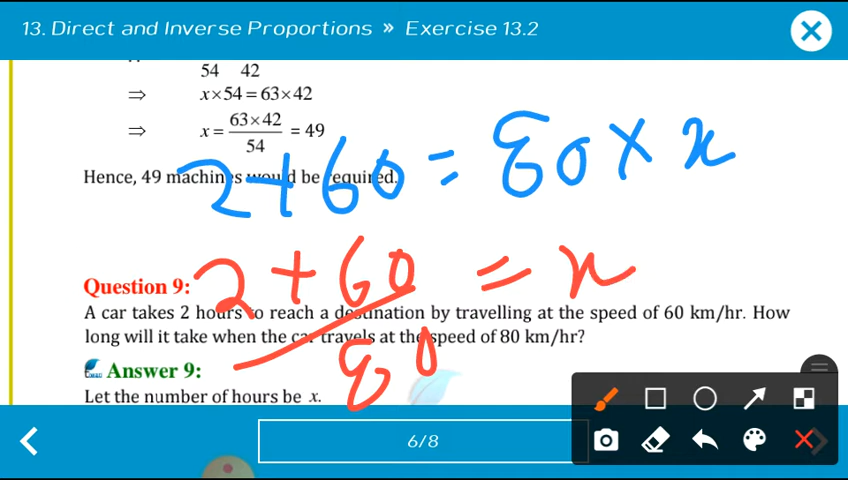 13. Direct and Inverse Proportions » Exercise 13.2
54 42
⇒ x×54 = 63×42
⇒ x = 63×42 / 54 = 49
2+60 = 80 × x
Hence, 49 machines would be required.
2+60 / 80 = x
Question 9:
A car takes 2 hours to reach a destination by travelling at the speed of 60 km/hr. How
long will it take when the car travels at the speed of 80 km/hr?
Answer 9:
Let the number of hours be x.
6/8